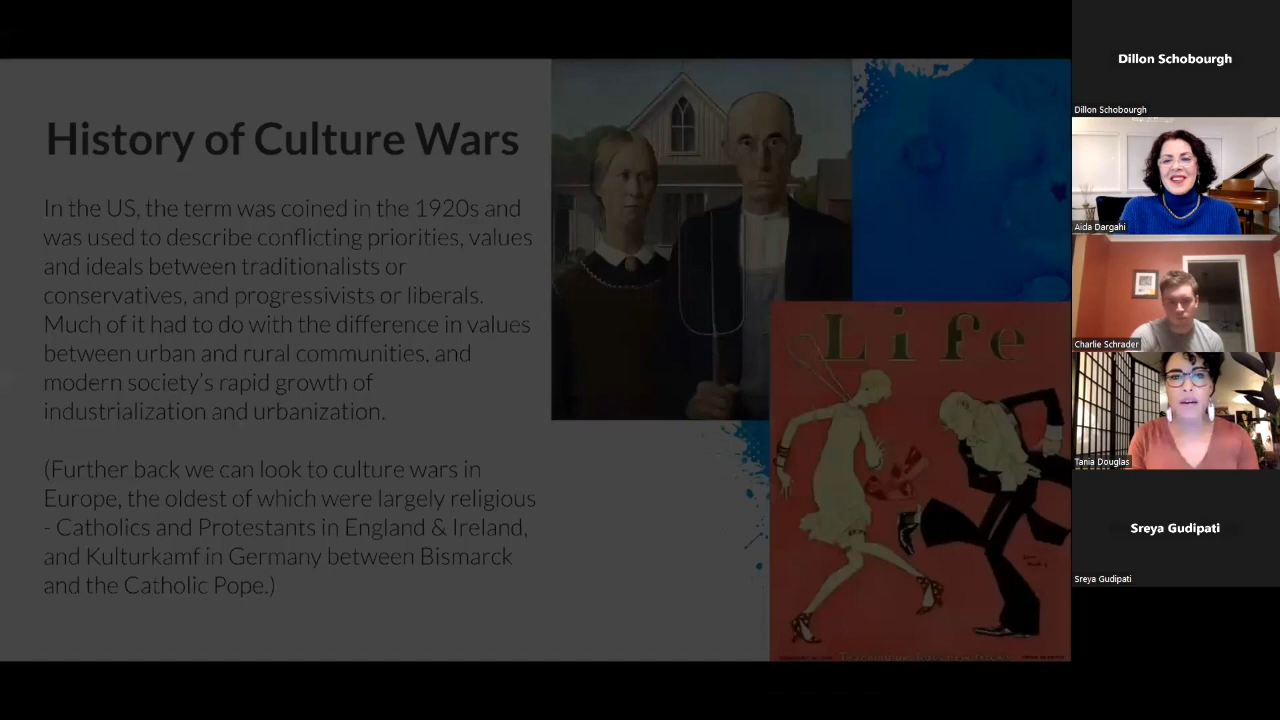 History of Culture Wars
In the US, the term was coined in the 1920s and
was used to describe conflicting priorities, values
and ideals between traditionalists or
conservatives, and progressivists or liberals.
Much of it had to do with the difference in values
between urban and rural communities, and
modern society's rapid growth of
industrialization and urbanization.
(Further back we can look to culture wars in
Europe, the oldest of which were largely religious
- Catholics and Protestants in England & Ireland,
and Kulturkamf in Germany between Bismarck
and the Catholic Pope.)
Life
Dillon Schobourgh
Dillon Schobourgh
Aida Dargahi
Charlie Schrader
Tania Douglas
Sreya Gudipati
Sreya Gudipati